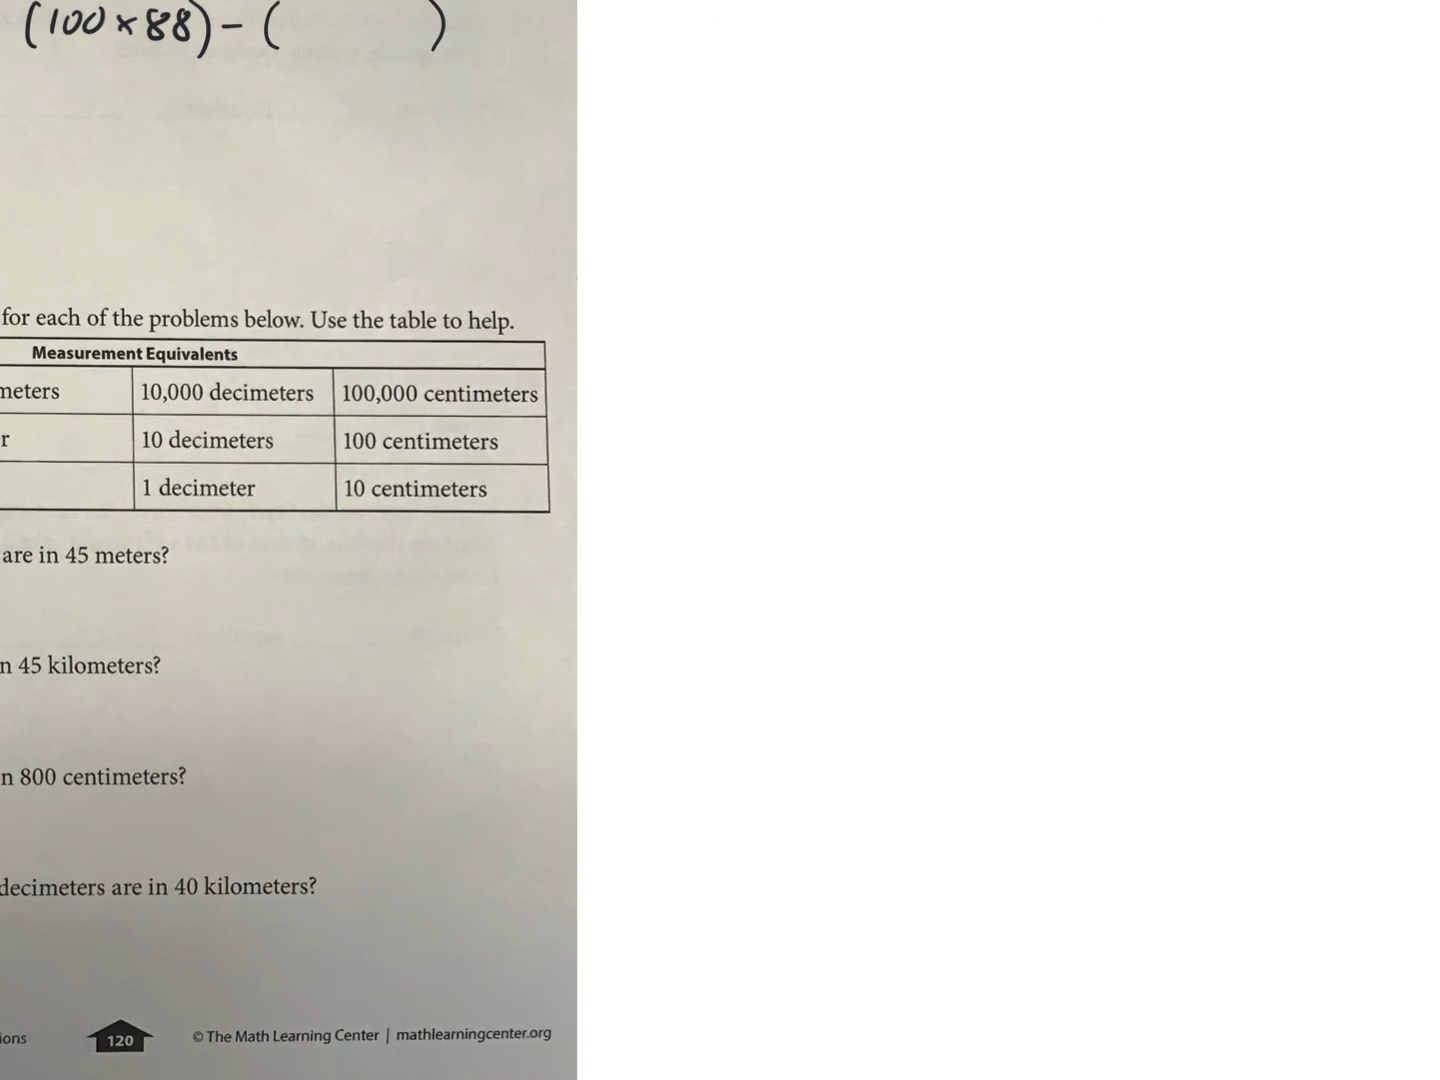 (100 × 88) – (          )
for each of the problems below. Use the table to help.
Measurement Equivalents
meters 10,000 decimeters 100,000 centimeters
r 10 decimeters 100 centimeters
1 decimeter 10 centimeters
are in 45 meters?
n 45 kilometers?
n 800 centimeters?
decimeters are in 40 kilometers?
ions 120 © The Math Learning Center | mathlearningcenter.org